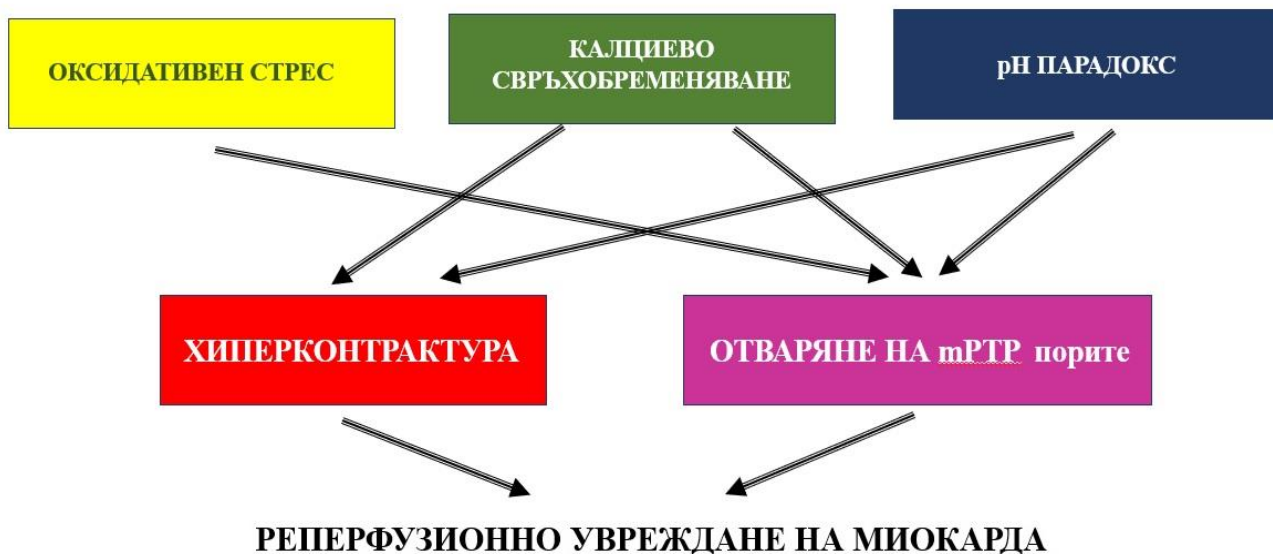 ОКСИДАТИВЕН СТРЕС
КАЛЦИЕВО
СВРЪХОБРЕМЕНЯВАНЕ
pH ПАРАДОКС
ХИПЕРКОНТРАКТУРА
ОТВАРЯНЕ НА mPTP порите
РЕПЕРФУЗИОННО УВРЕЖДАНЕ НА МИОКАРДА